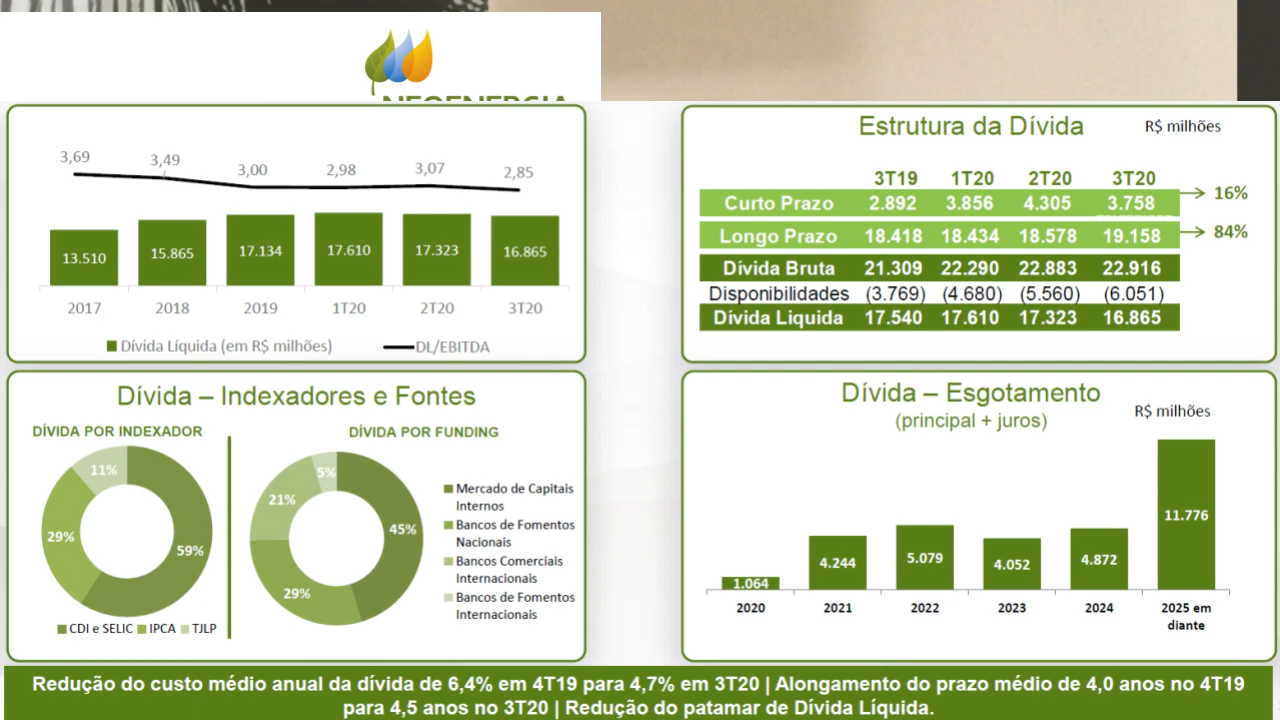 NEOENERGIA
3,69
3,49
3,00
2,98
3,07
2,85
13.510
15.865
17.134
17.610
17.323
16.865
2017
2018
2019
1T20
2T20
3T20
Dívida Líquida (em R$ milhões)
DL/EBITDA
Estrutura da Dívida
R$ milhões
3T19 1T20 2T20 3T20
Curto Prazo 2.892 3.856 4.305 3.758 16%
Longo Prazo 18.418 18.434 18.578 19.158 84%
Dívida Bruta 21.309 22.290 22.883 22.916
Disponibilidades (3.769) (4.680) (5.560) (6.051)
Dívida Liquida 17.540 17.610 17.323 16.865
Dívida – Indexadores e Fontes
DÍVIDA POR INDEXADOR
11%
29%
59%
CDI e SELIC IPCA TJLP
DÍVIDA POR FUNDING
5%
21%
45%
29%
Mercado de Capitais
Internos
Bancos de Fomentos
Nacionais
Bancos Comerciais
Internacionais
Bancos de Fomentos
Internacionais
Dívida – Esgotamento
(principal + juros)
R$ milhões
1.064
4.244
5.079
4.052
4.872
11.776
2020
2021
2022
2023
2024
2025 em
diante
Redução do custo médio anual da dívida de 6,4% em 4T19 para 4,7% em 3T20 | Alongamento do prazo médio de 4,0 anos no 4T19
para 4,5 anos no 3T20 | Redução do patamar de Dívida Líquida.